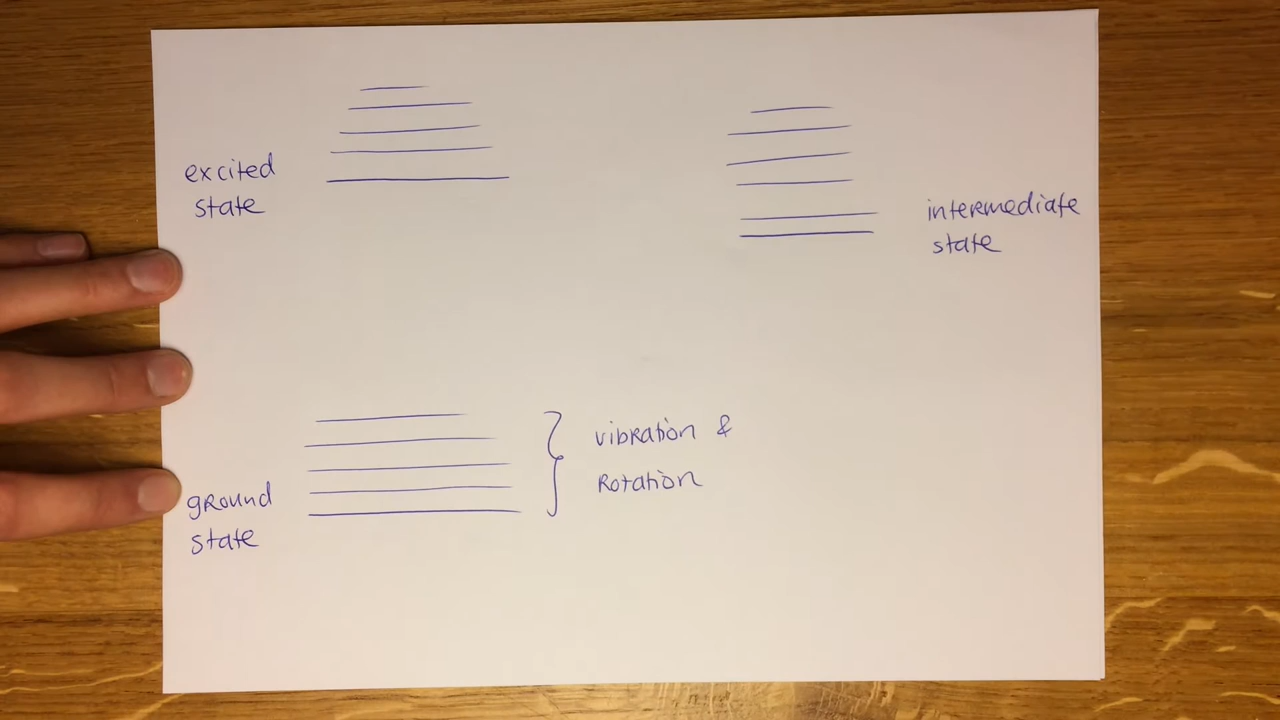 excited
state
intermediate
state
vibration &
Rotation
ground
state